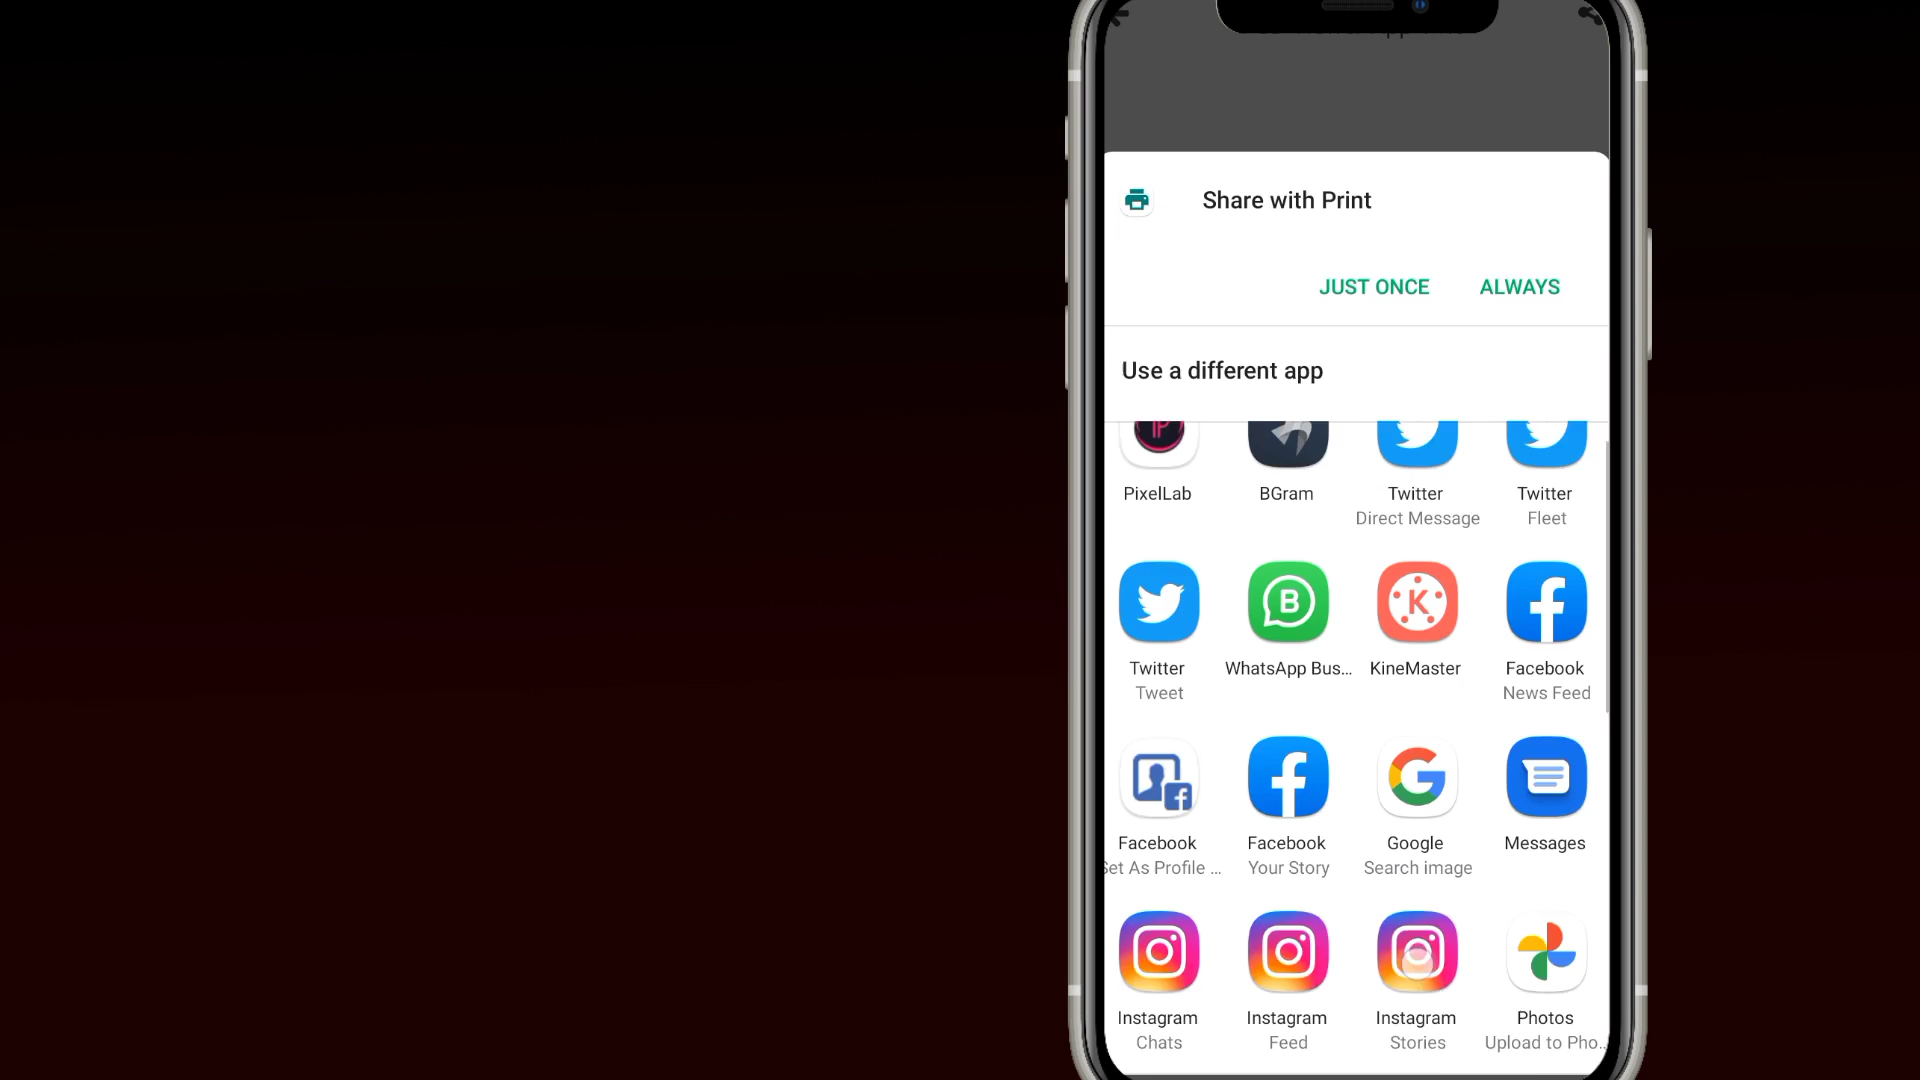 Share with Print
JUST ONCE ALWAYS
Use a different app
PixelLab BGram Twitter Twitter
Direct Message Fleet
Twitter WhatsApp Bus... KineMaster Facebook
Tweet News Feed
Facebook Facebook Google Messages
Set As Profile ... Your Story Search image
Instagram Instagram Instagram Photos
Chats Feed Stories Upload to Pho...